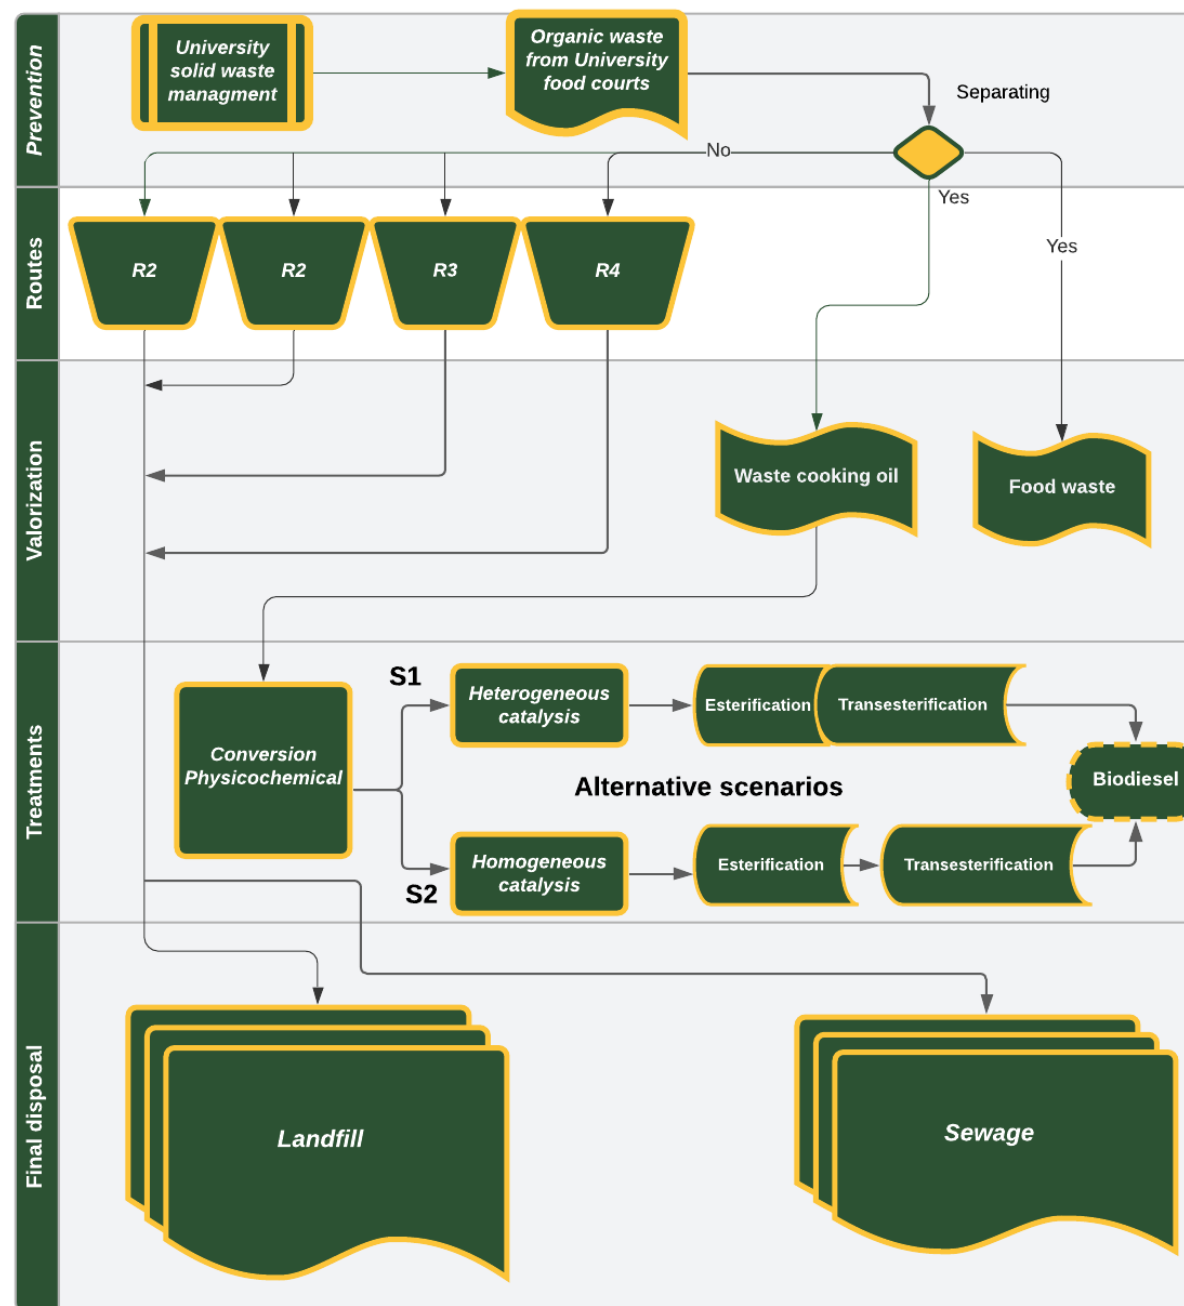 Prevention
University
solid waste
managment
Organic waste
from University
food courts
Separating
No
Yes
Yes
Routes
R2
R2
R3
R4
Valorization
Waste cooking oil
Food waste
Treatments
Conversion
Physicochemical
S1
Heterogeneous
catalysis
Esterification
Transesterification
Alternative scenarios
Biodiesel
S2
Homogeneous
catalysis
Esterification
Transesterification
Final disposal
Landfill
Sewage